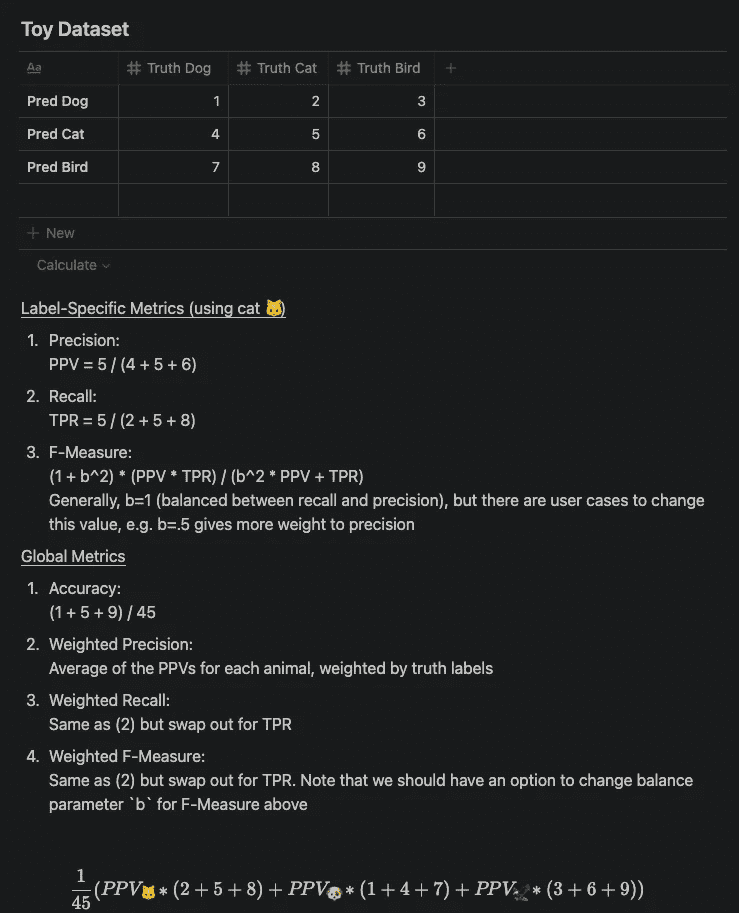 Toy Dataset
Aa # Truth Dog # Truth Cat # Truth Bird +
Pred Dog 1 2 3
Pred Cat 4 5 6
Pred Bird 7 8 9
+ New
Calculate
Label-Specific Metrics (using cat 🐱)
1. Precision:
PPV = 5 / (4 + 5 + 6)
2. Recall:
TPR = 5 / (2 + 5 + 8)
3. F-Measure:
(1 + b^2) * (PPV * TPR) / (b^2 * PPV + TPR)
Generally, b=1 (balanced between recall and precision), but there are user cases to change
this value, e.g. b=.5 gives more weight to precision
Global Metrics
1. Accuracy:
(1 + 5 + 9) / 45
2. Weighted Precision:
Average of the PPVs for each animal, weighted by truth labels
3. Weighted Recall:
Same as (2) but swap out for TPR
4. Weighted F-Measure:
Same as (2) but swap out for TPR. Note that we should have an option to change balance
parameter `b` for F-Measure above
1/45 (PPV🐱 * (2 + 5 + 8) + PPV🐶 * (1 + 4 + 7) + PPV🦅 * (3 + 6 + 9))